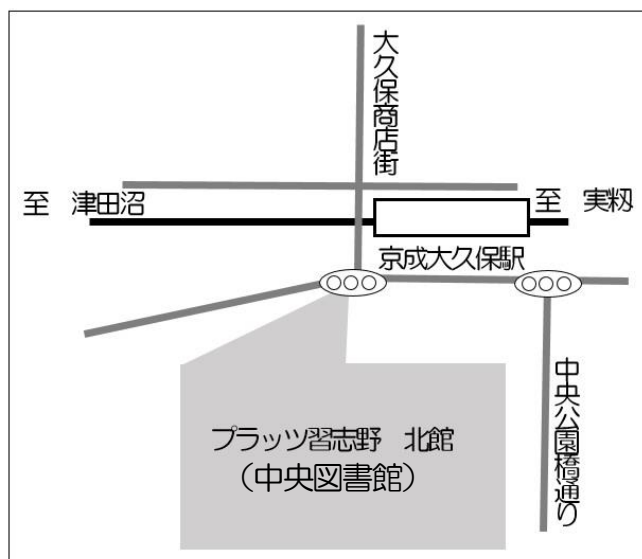 大久保商店街
至　津田沼
至　実籾
京成大久保駅
プラッツ習志野　北館
（中央図書館）
中央公園橋通り